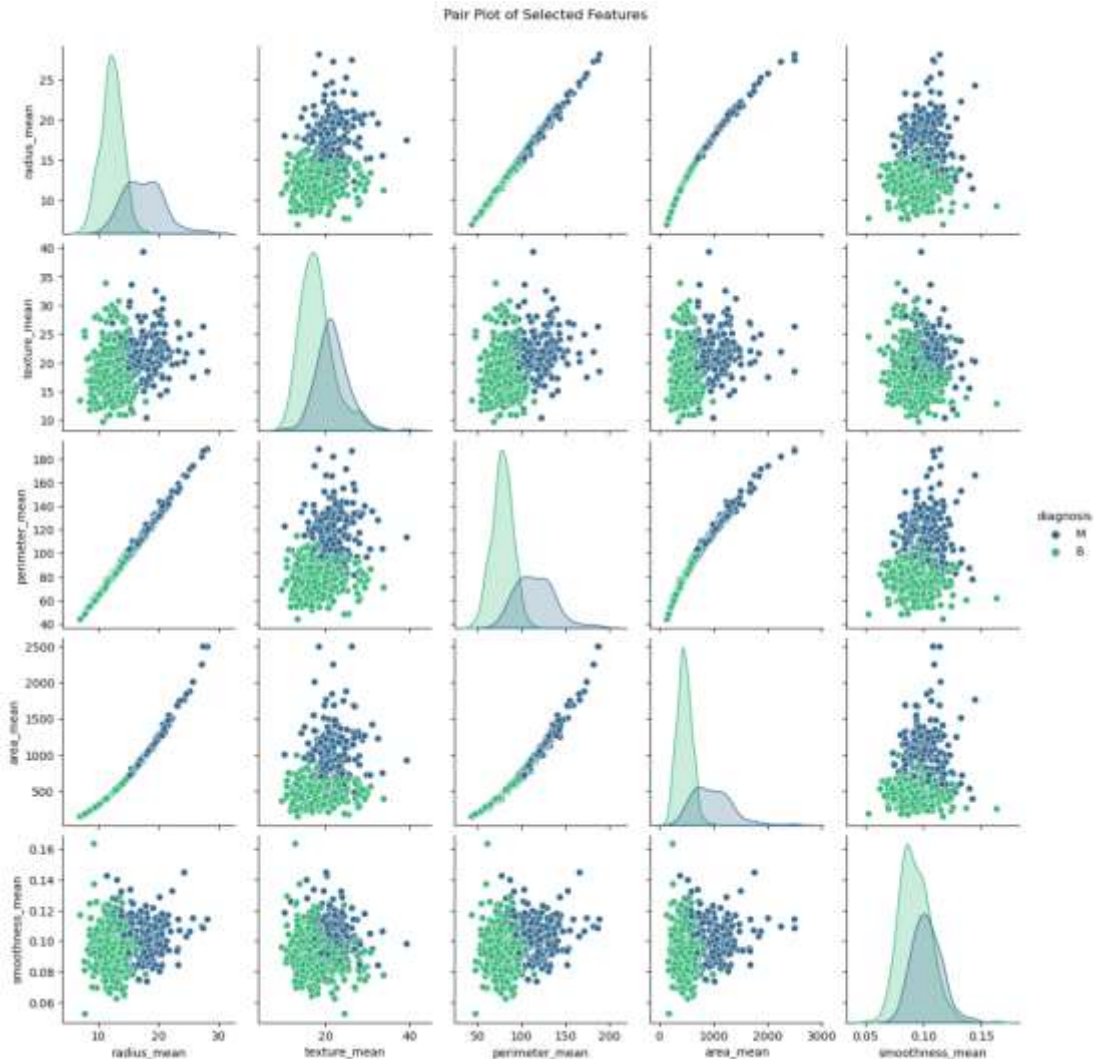 Pair Plot of Selected Features
25
20
15
10
radius_mean
40
35
30
25
20
15
10
texture_mean
180
160
140
120
100
80
60
40
perimeter_mean
diagnosis
M
B
2500
2000
1500
1000
500
area_mean
0.16
0.14
0.12
0.10
0.08
0.06
smoothness_mean
10 20 30
radius_mean
20 40
texture_mean
50 100 150 200
perimeter_mean
0 1000 2000 3000
area_mean
0.05 0.10 0.15
smoothness_mean